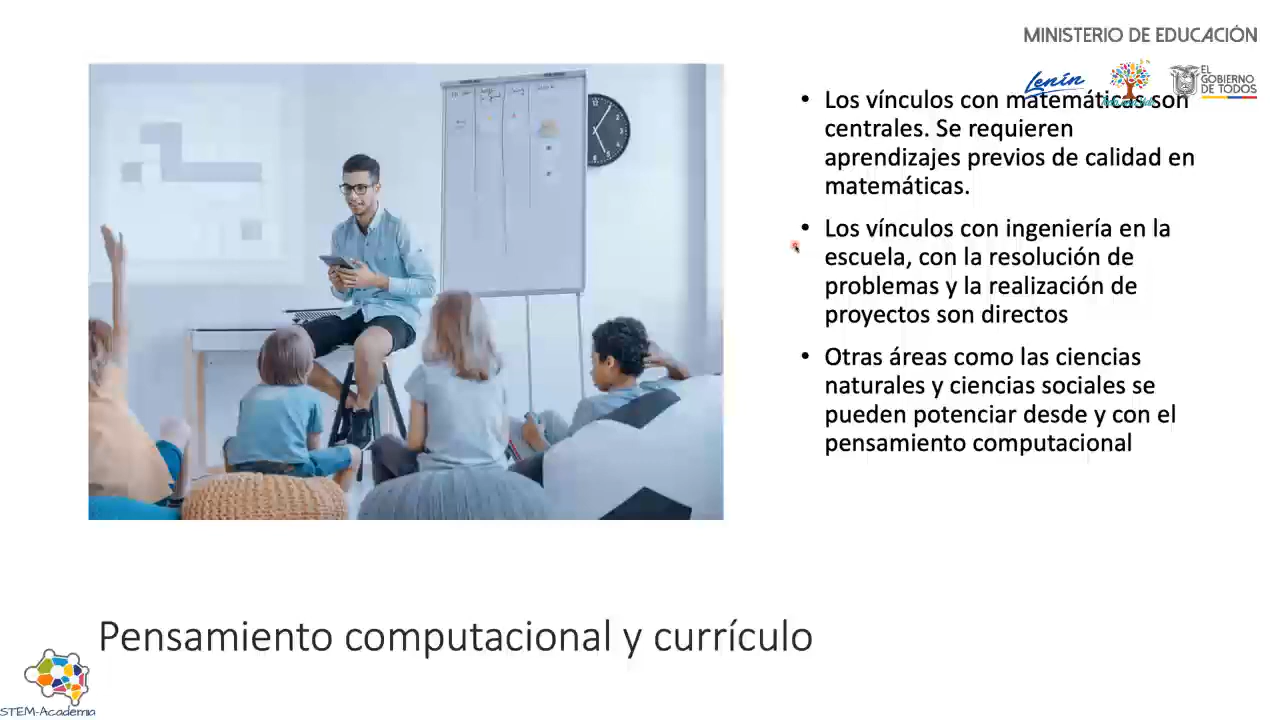 MINISTERIO DE EDUCACIÓN
Lenín
EL
GOBIERNO
DE TODOS
• Los vínculos con matemáticas son
centrales. Se requieren
aprendizajes previos de calidad en
matemáticas.
• Los vínculos con ingeniería en la
escuela, con la resolución de
problemas y la realización de
proyectos son directos
• Otras áreas como las ciencias
naturales y ciencias sociales se
pueden potenciar desde y con el
pensamiento computacional
Pensamiento computacional y currículo
STEM-Academia